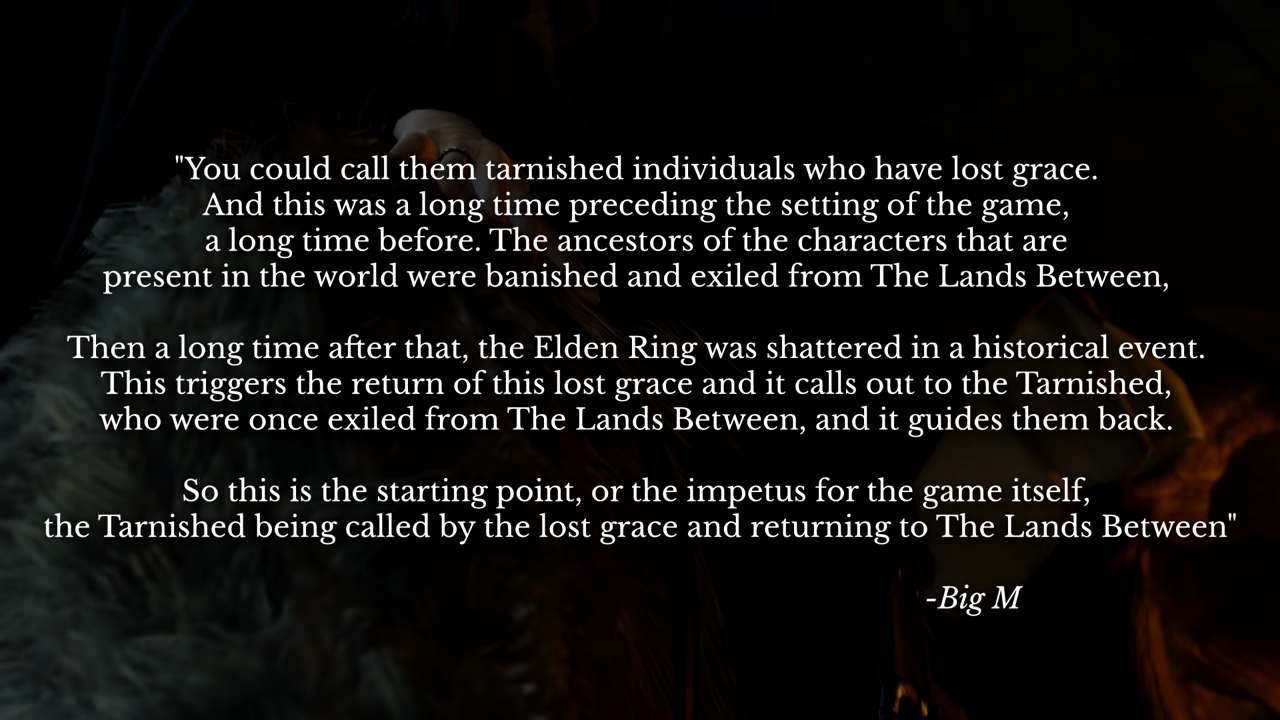 "You could call them tarnished individuals who have lost grace.
And this was a long time preceding the setting of the game,
a long time before. The ancestors of the characters that are
present in the world were banished and exiled from The Lands Between,
Then a long time after that, the Elden Ring was shattered in a historical event.
This triggers the return of this lost grace and it calls out to the Tarnished,
who were once exiled from The Lands Between, and it guides them back.
So this is the starting point, or the impetus for the game itself,
the Tarnished being called by the lost grace and returning to The Lands Between"
-Big M